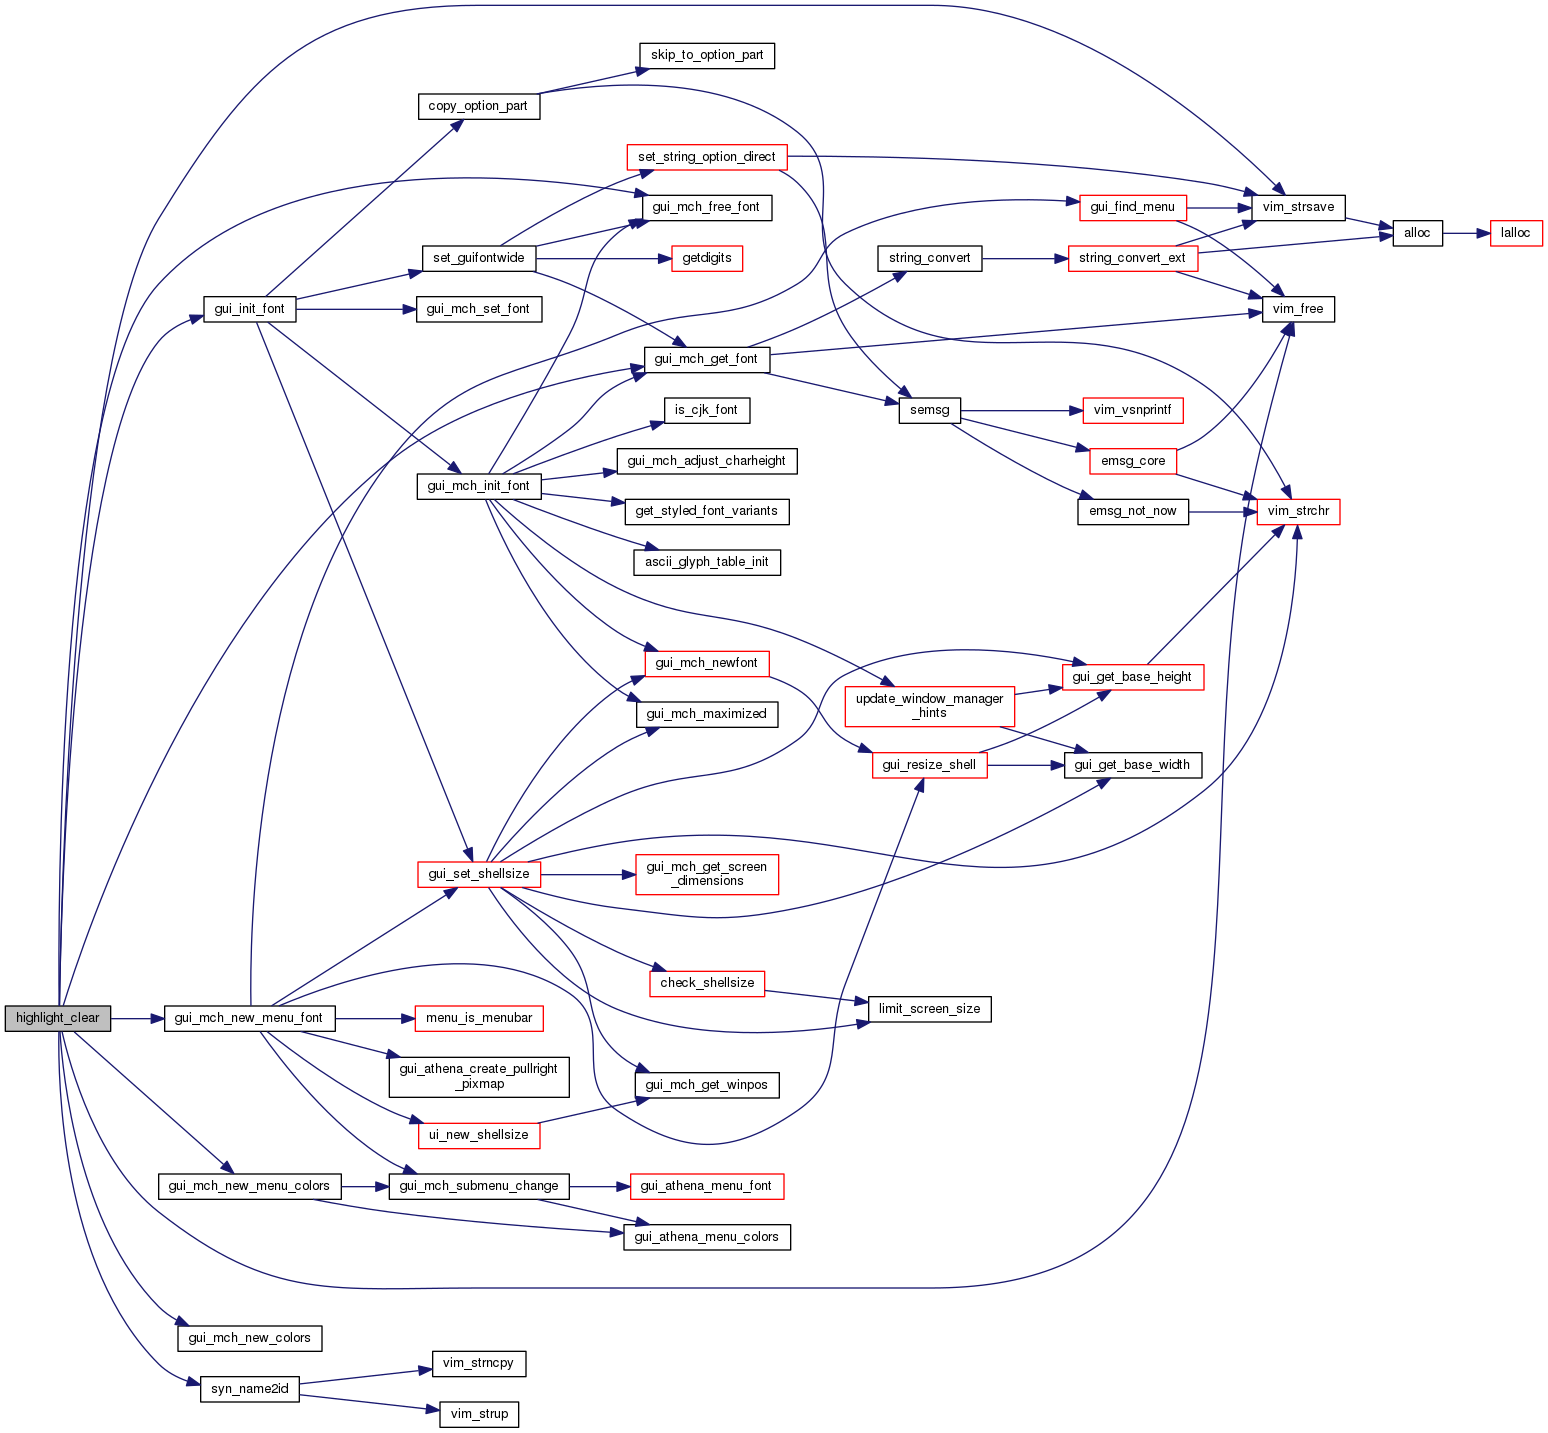 skip_to_option_part
copy_option_part
set_string_option_direct
gui_mch_free_font
gui_find_menu
vim_strsave
alloc
lalloc
set_guifontwide
getdigits
string_convert
string_convert_ext
gui_init_font
gui_mch_set_font
vim_free
gui_mch_get_font
is_cjk_font
semsg
vim_vsnprintf
gui_mch_adjust_charheight
emsg_core
gui_mch_init_font
get_styled_font_variants
emsg_not_now
vim_strchr
ascii_glyph_table_init
gui_mch_newfont
gui_get_base_height
update_window_manager
_hints
gui_mch_maximized
gui_resize_shell
gui_get_base_width
gui_set_shellsize
gui_mch_get_screen
_dimensions
check_shellsize
limit_screen_size
highlight_clear
gui_mch_new_menu_font
menu_is_menubar
gui_athena_create_pullright
_pixmap
gui_mch_get_winpos
ui_new_shellsize
gui_mch_new_menu_colors
gui_mch_submenu_change
gui_athena_menu_font
gui_athena_menu_colors
gui_mch_new_colors
vim_strncpy
syn_name2id
vim_strup